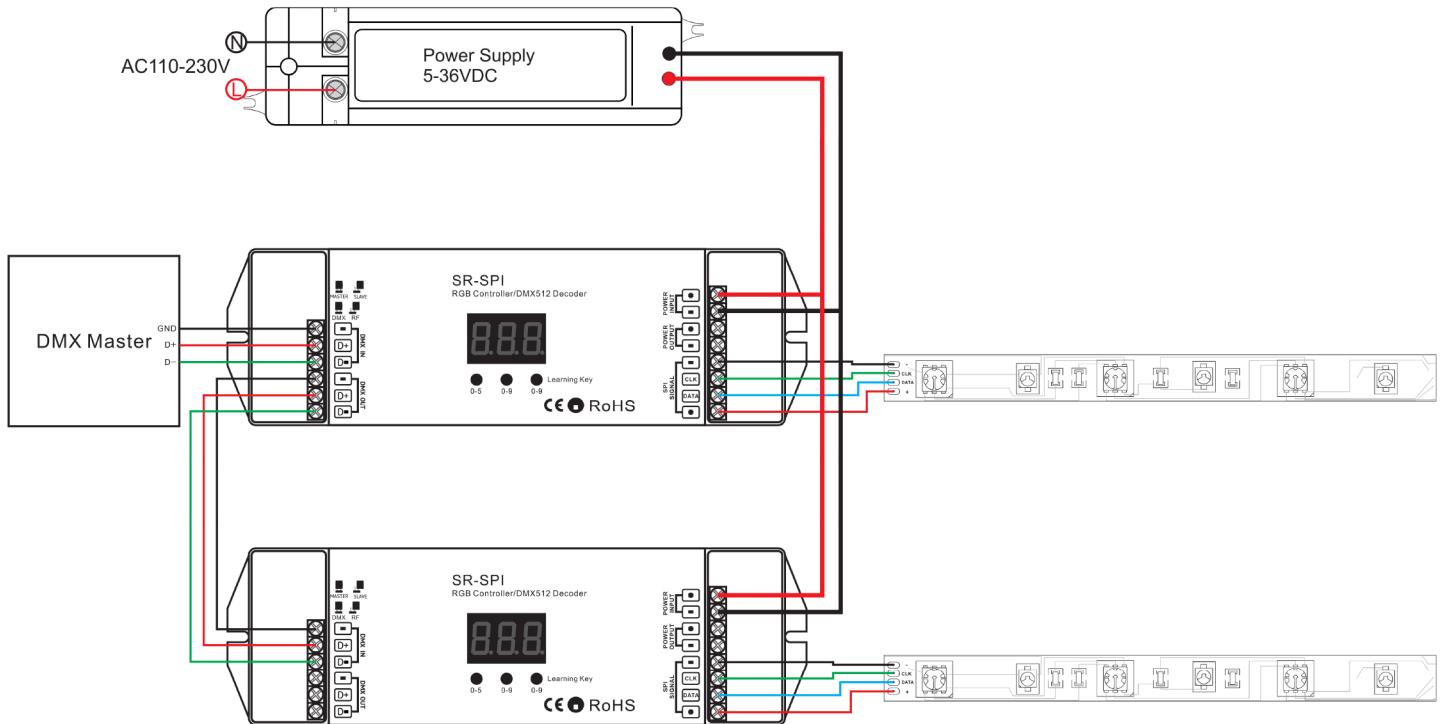 N
AC110-230V
L
Power Supply
5-36VDC
DMX Master
GND
D+
D−
SR-SPI
RGB Controller/DMX512 Decoder
MASTER
SLAVE
DMX
RF
DMX IN
D+
D
DMX OUT
D+
D
888.
0-5
0-9
0-9
Learning Key
CE RoHS
POWER
INPUT
POWER
OUTPUT
SPI
SIGNAL
CLK
DATA
-
CLK
DATA
+
SR-SPI
RGB Controller/DMX512 Decoder
MASTER
SLAVE
DMX
RF
DMX IN
D+
D
DMX OUT
D+
D
888.
0-5
0-9
0-9
Learning Key
CE RoHS
POWER
INPUT
POWER
OUTPUT
SPI
SIGNAL
CLK
DATA
-
CLK
DATA
+